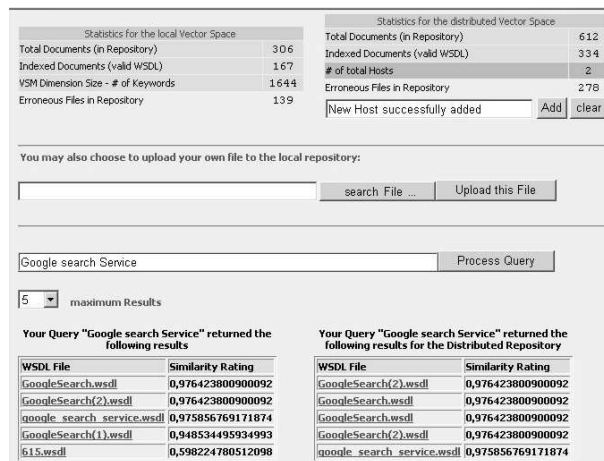 Statistics for the local Vector Space
Total Documents (in Repository) 306
Indexed Documents (valid WSDL) 167
VSM Dimension Size - # of Keywords 1644
Erroneous Files in Repository 139
Statistics for the distributed Vector Space
Total Documents (in Repository) 612
Indexed Documents (valid WSDL) 334
# of total Hosts 2
Erroneous Files in Repository 278
New Host successfully added Add clear
You may also choose to upload your own file to the local repository:
search File ... Upload this File
Google search Service Process Query
5 maximum Results
Your Query "Google search Service" returned the
following results
WSDL File Similarity Rating
GoogleSearch.wsdl 0,976423800900092
GoogleSearch(2).wsdl 0,976423800900092
google_search_service.wsdl 0,975856769171874
GoogleSearch(1).wsdl 0,948534495934993
615.wsdl 0,598224780512098
Your Query "Google search Service" returned the
following results for the Distributed Repository
WSDL File Similarity Rating
GoogleSearch(2).wsdl 0,976423800900092
GoogleSearch.wsdl 0,976423800900092
GoogleSearch.wsdl 0,976423800900092
GoogleSearch(2).wsdl 0,976423800900092
google_search_service.wsdl 0,975856769171874